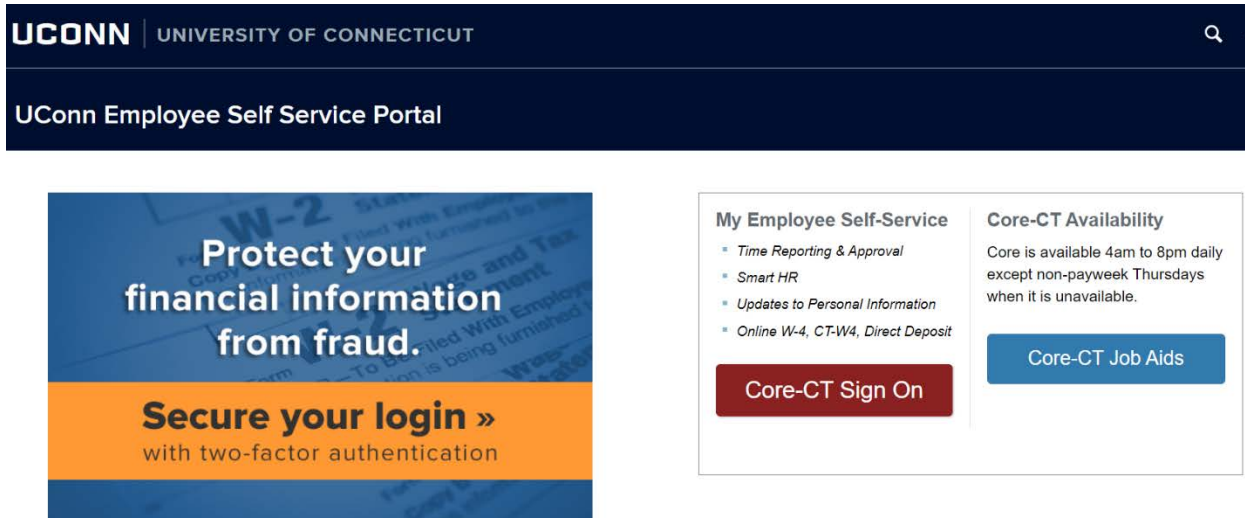 UCONN UNIVERSITY OF CONNECTICUT
UConn Employee Self Service Portal
Protect your
financial information
from fraud.
Secure your login »
with two-factor authentication
My Employee Self-Service
Time Reporting & Approval
Smart HR
Updates to Personal Information
Online W-4, CT-W4, Direct Deposit
Core-CT Sign On
Core-CT Availability
Core is available 4am to 8pm daily
except non-payweek Thursdays
when it is unavailable.
Core-CT Job Aids